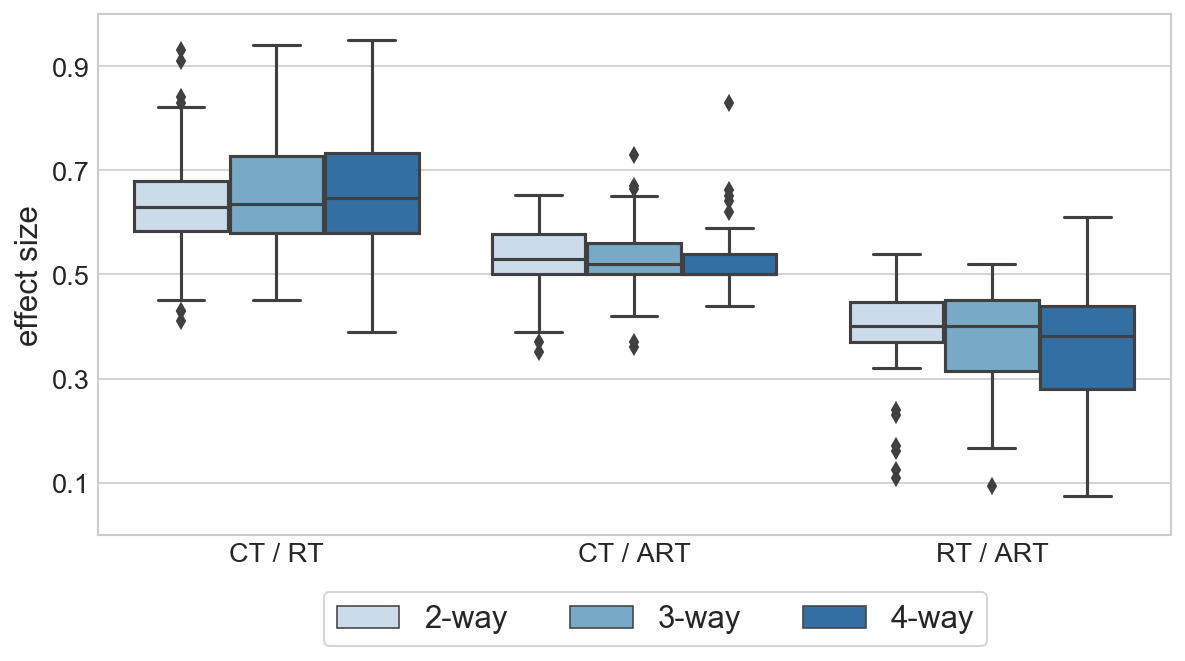 effect size
0.9
0.7
0.5
0.3
0.1
CT / RT
CT / ART
RT / ART
2-way
3-way
4-way